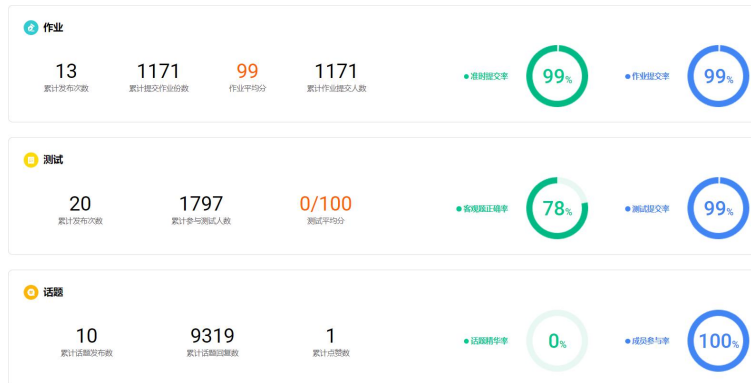 作业
13 1171 99 1171
累计发布次数 累计提交作业份数 作业平均分 累计作业提交人数
准时提交率 99% 作业提交率 99%
测试
20 1797 0/100
累计发布次数 累计参与测试人数 测试平均分
客观题正确率 78% 测试提交率 99%
话题
10 9319 1
累计话题发布数 累计话题回复数 累计点赞数
话题精华率 0% 成员参与率 100%